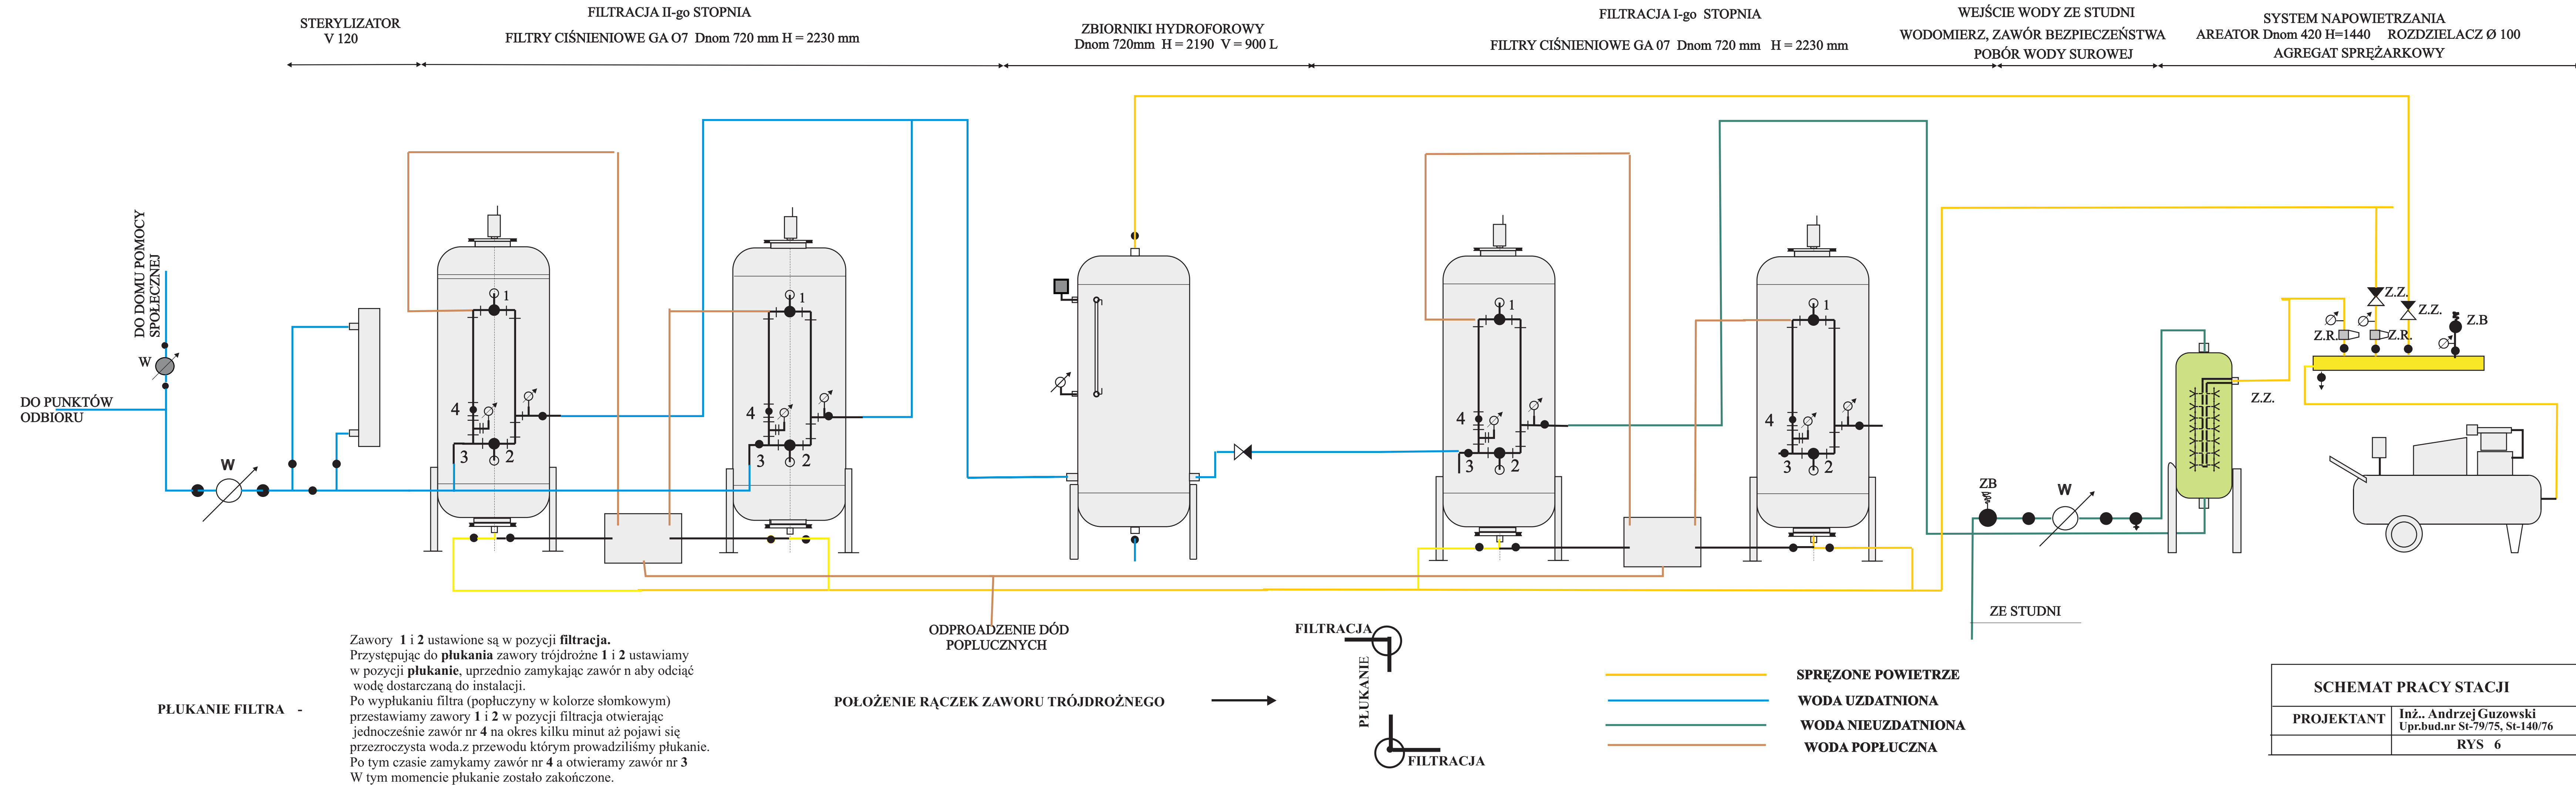 STERYLIZATOR
V 120
FILTRACJA II-go STOPNIA
FILTRY CIŚNIENIOWE GA O7  Dnom 720 mm H = 2230 mm
ZBIORNIKI HYDROFOROWY
Dnom 720mm  H = 2190  V = 900 L
FILTRACJA I-go  STOPNIA
FILTRY CIŚNIENIOWE GA 07  Dnom 720 mm   H = 2230 mm
WEJŚCIE WODY ZE STUDNI
WODOMIERZ, ZAWÓR BEZPIECZEŃSTWA
POBÓR WODY SUROWEJ
SYSTEM NAPOWIETRZANIA
AREATOR Dnom 420 H=1440     ROZDZIELACZ Ø 100
AGREGAT SPRĘŻARKOWY
DO DOMU POMOCY
SPOŁECZNEJ
W
DO PUNKTÓW
ODBIORU
W
1
4
3
2
1
4
3
2
1
4
3
2
1
4
3
2
Z.Z.
Z.Z.
Z.B
Z.R.
Z.R.
Z.Z.
ZB
W
ZE STUDNI
ODPROADZENIE DÓD
POPLUCZNYCH
PŁUKANIE FILTRA   -
Zawory  1 i 2 ustawione są w pozycji filtracja.
Przystępując do płukania zawory trójdrożne 1 i 2 ustawiamy
w pozycji płukanie, uprzednio zamykając zawór n aby odciąć
wodę dostarczaną do instalacji.
Po wypłukaniu filtra (popłuczyny w kolorze słomkowym)
przestawiamy zawory 1 i 2 w pozycji filtracja otwierając
jednocześnie zawór nr 4 na okres kilku minut aż pojawi się
przezroczysta woda.z przewodu którym prowadziliśmy płukanie.
Po tym czasie zamykamy zawór nr 4 a otwieramy zawór nr 3
W tym momencie płukanie zostało zakończone.
POŁOŻENIE RĄCZEK ZAWORU TRÓJDROŻNEGO
FILTRACJA
PŁUKANIE
FILTRACJA
SPRĘZONE POWIETRZE
WODA UZDATNIONA
WODA NIEUZDATNIONA
WODA POPŁUCZNA
SCHEMAT PRACY STACJI
PROJEKTANT
Inż.. Andrzej Guzowski
Upr.bud.nr St-79/75, St-140/76
RYS   6